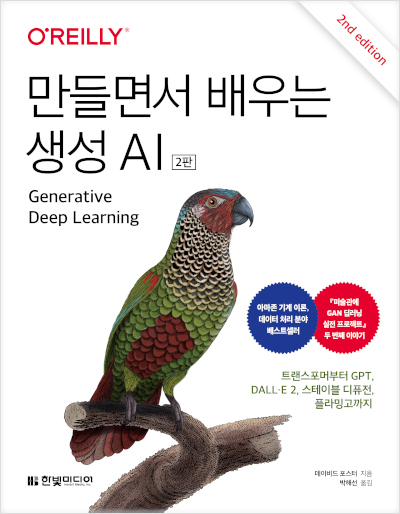 O'REILLY®
2nd edition
만들면서 배우는
생성 AI 2판
Generative
Deep Learning
아마존 기계 이론,
데이터 처리 분야
베스트셀러
『미술관에
GAN 딥러닝
실전 프로젝트』
두 번째 이야기
트랜스포머부터 GPT,
DALL·E 2, 스테이블 디퓨전,
플라밍고까지
한빛미디어
Hanbit Media, Inc.
데이비드 포스터 지음
박해선 옮김